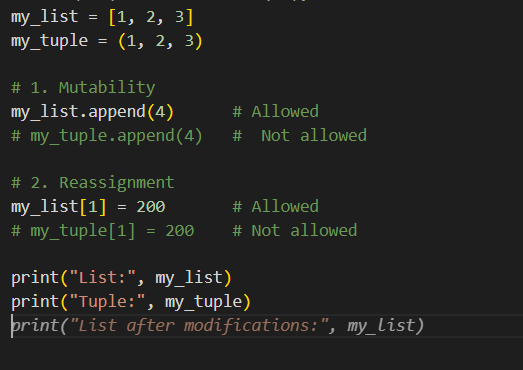 my_list = [1, 2, 3]
my_tuple = (1, 2, 3)
# 1. Mutability
my_list.append(4)      # Allowed
# my_tuple.append(4)   #  Not allowed
# 2. Reassignment
my_list[1] = 200       # Allowed
# my_tuple[1] = 200    # Not allowed
print("List:", my_list)
print("Tuple:", my_tuple)
print("List after modifications:", my_list)